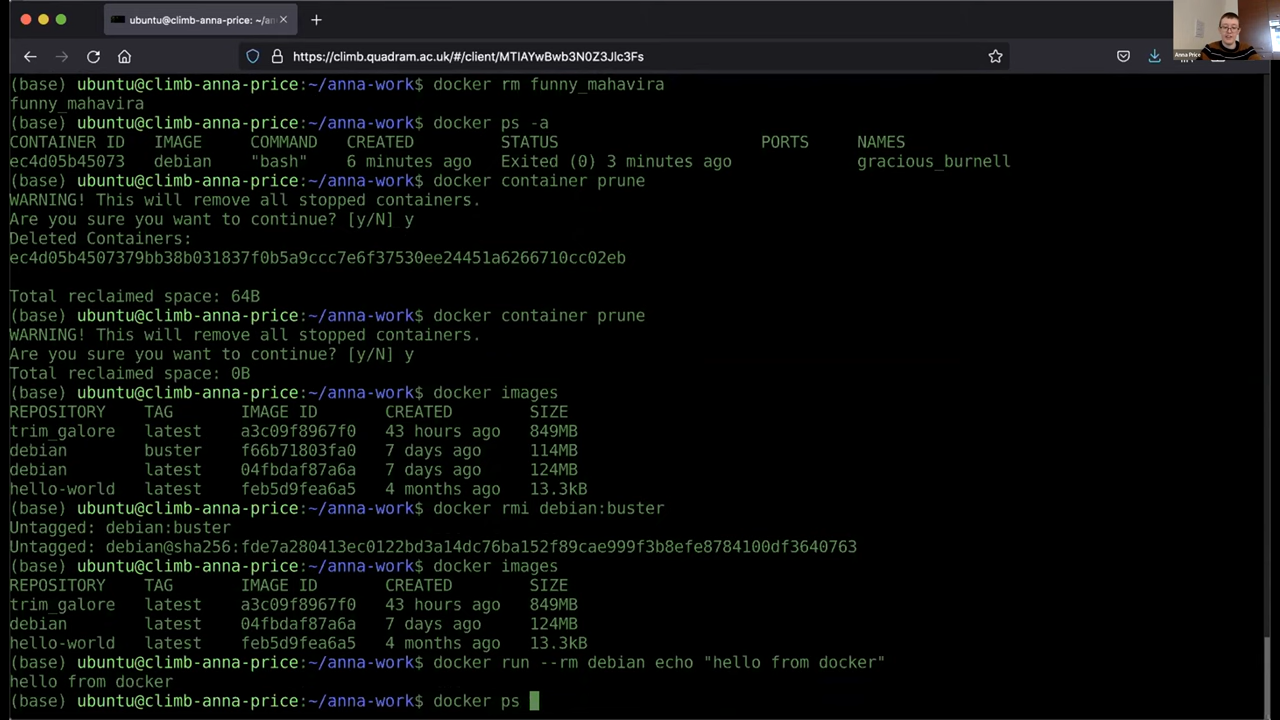 ubuntu@climb-anna-price: ~/an
https://climb.quadram.ac.uk/#/client/MTIAYwBwb3N0Z3Jlc3Fs
Anna Price
(base) ubuntu@climb-anna-price:~/anna-work$ docker rm funny_mahavira
funny_mahavira
(base) ubuntu@climb-anna-price:~/anna-work$ docker ps -a
CONTAINER ID IMAGE COMMAND CREATED STATUS PORTS NAMES
ec4d05b45073 debian "bash" 6 minutes ago Exited (0) 3 minutes ago gracious_burnell
(base) ubuntu@climb-anna-price:~/anna-work$ docker container prune
WARNING! This will remove all stopped containers.
Are you sure you want to continue? [y/N] y
Deleted Containers:
ec4d05b4507379bb38b031837f0b5a9ccc7e6f37530ee24451a6266710cc02eb
Total reclaimed space: 64B
(base) ubuntu@climb-anna-price:~/anna-work$ docker container prune
WARNING! This will remove all stopped containers.
Are you sure you want to continue? [y/N] y
Total reclaimed space: 0B
(base) ubuntu@climb-anna-price:~/anna-work$ docker images
REPOSITORY TAG IMAGE ID CREATED SIZE
trim_galore latest a3c09f8967f0 43 hours ago 849MB
debian buster f66b71803fa0 7 days ago 114MB
debian latest 04fbdaf87a6a 7 days ago 124MB
hello-world latest feb5d9fea6a5 4 months ago 13.3kB
(base) ubuntu@climb-anna-price:~/anna-work$ docker rmi debian:buster
Untagged: debian:buster
Untagged: debian@sha256:fde7a280413ec0122bd3a14dc76ba152f89cae999f3b8efe8784100df3640763
(base) ubuntu@climb-anna-price:~/anna-work$ docker images
REPOSITORY TAG IMAGE ID CREATED SIZE
trim_galore latest a3c09f8967f0 43 hours ago 849MB
debian latest 04fbdaf87a6a 7 days ago 124MB
hello-world latest feb5d9fea6a5 4 months ago 13.3kB
(base) ubuntu@climb-anna-price:~/anna-work$ docker run --rm debian echo "hello from docker"
hello from docker
(base) ubuntu@climb-anna-price:~/anna-work$ docker ps